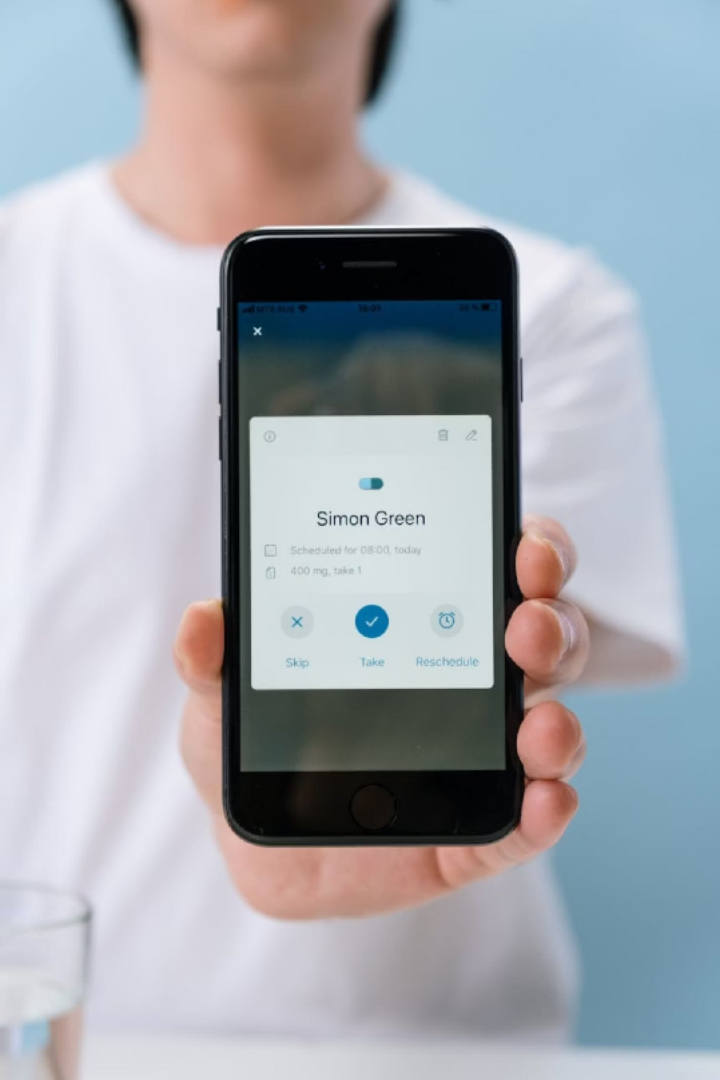 Simon Green
Scheduled for 08:00, today
400 mg, take 1
Skip
Take
Reschedule